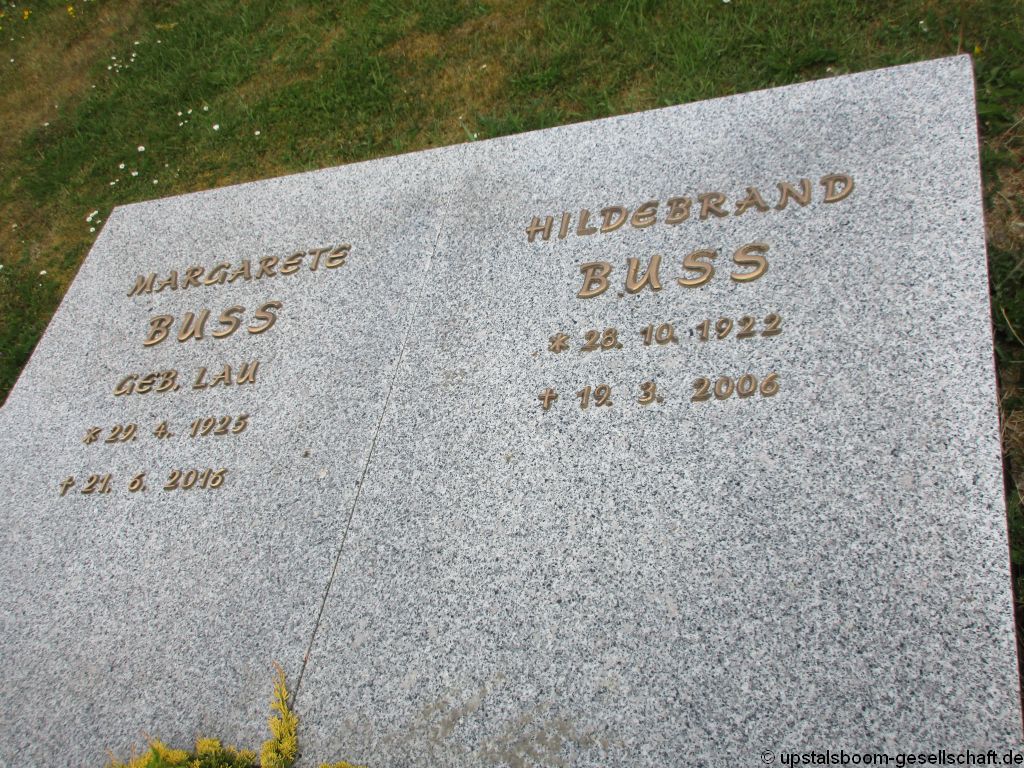 MARGARETE
BUSS
GEB. LAU
* 29. 4. 1925
† 21. 6. 2016
HILDEBRAND
BUSS
* 28. 10. 1922
† 19. 3. 2006
© upstalsboom-gesellschaft.de